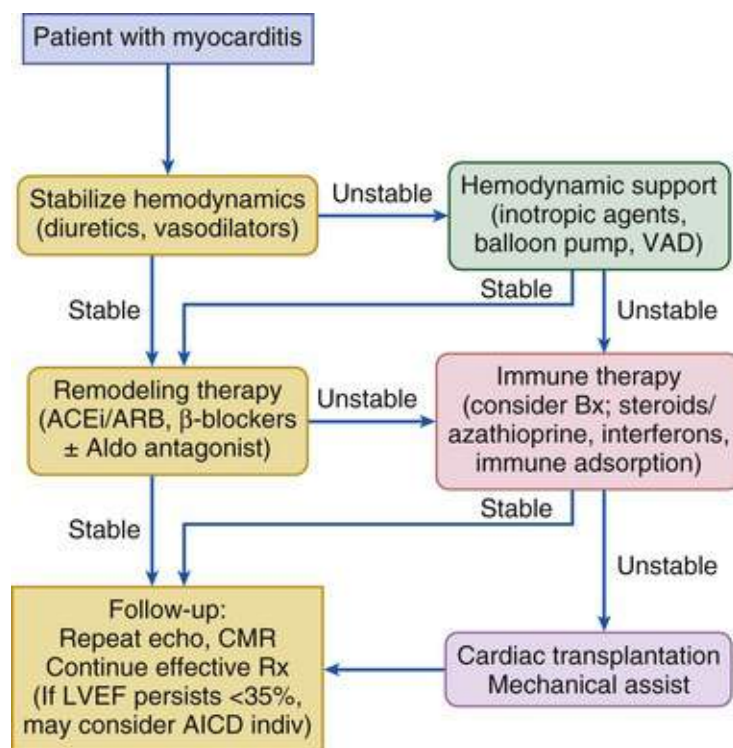 Patient with myocarditis
Stabilize hemodynamics
(diuretics, vasodilators)
Unstable
Hemodynamic support
(inotropic agents,
balloon pump, VAD)
Stable
Stable
Unstable
Remodeling therapy
(ACEi/ARB, β-blockers
± Aldo antagonist)
Unstable
Immune therapy
(consider Bx; steroids/
azathioprine, interferons,
immune adsorption)
Stable
Stable
Unstable
Follow-up:
Repeat echo, CMR
Continue effective Rx
(If LVEF persists <35%,
may consider AICD indiv)
Cardiac transplantation
Mechanical assist